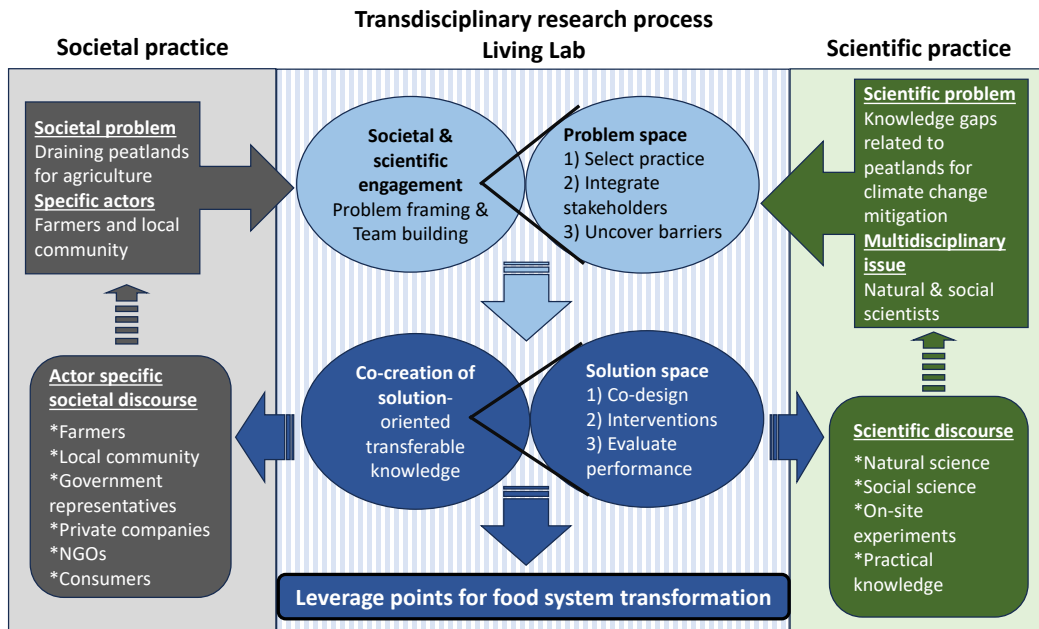 Transdisciplinary research process
Living Lab
Societal practice
Scientific practice
Societal problem
Draining peatlands
for agriculture
Specific actors
Farmers and local
community
Societal &
scientific
engagement
Problem framing &
Team building
Problem space
1) Select practice
2) Integrate
stakeholders
3) Uncover barriers
Scientific problem
Knowledge gaps
related to
peatlands for
climate change
mitigation
Multidisciplinary
issue
Natural & social
scientists
Actor specific
societal discourse
*Farmers
*Local community
*Government
representatives
*Private companies
*NGOs
*Consumers
Co-creation of
solution-
oriented
transferable
knowledge
Solution space
1) Co-design
2) Interventions
3) Evaluate
performance
Scientific discourse
*Natural science
*Social science
*On-site
experiments
*Practical
knowledge
Leverage points for food system transformation